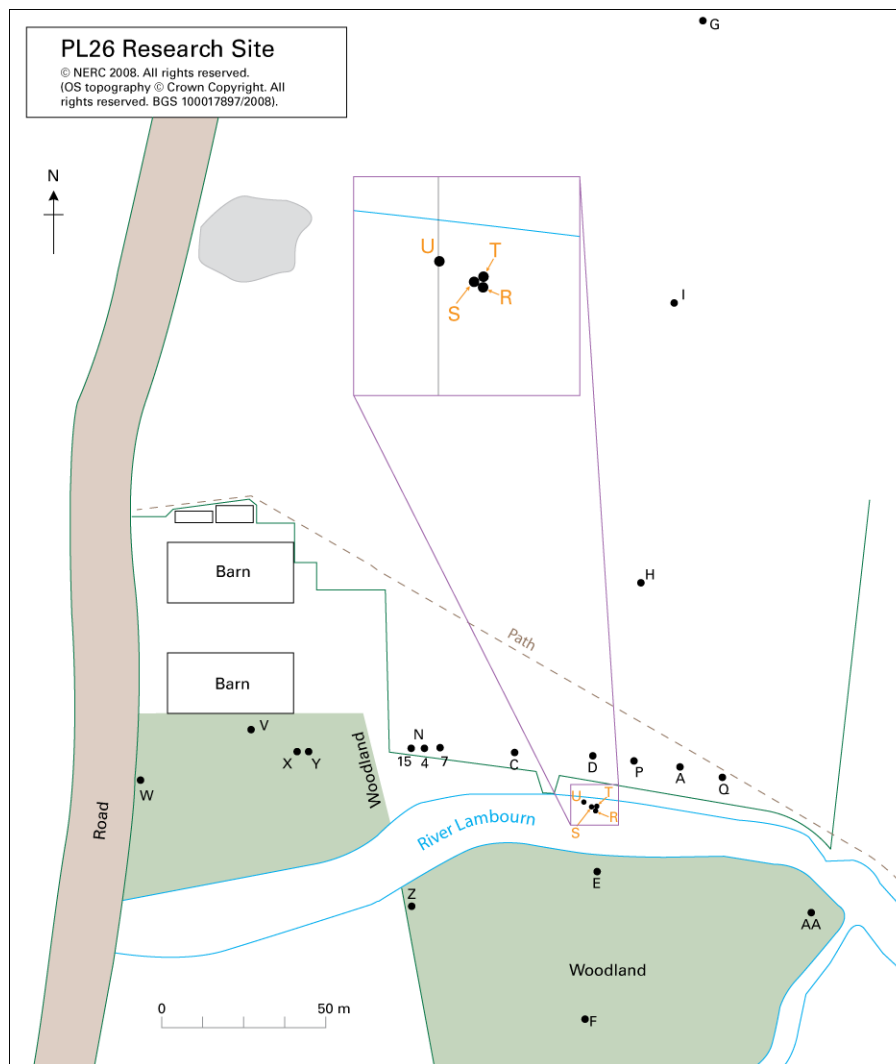 PL26 Research Site
© NERC 2008. All rights reserved.
(OS topography © Crown Copyright. All
rights reserved. BGS 100017897/2008).
G
N
U
T
S
R
I
Barn
H
Path
Barn
V
X
Y
W
Woodland
N
15
4
7
C
D
P
A
Q
U
T
S
R
Road
River Lambourn
Z
E
AA
Woodland
F
0
50 m